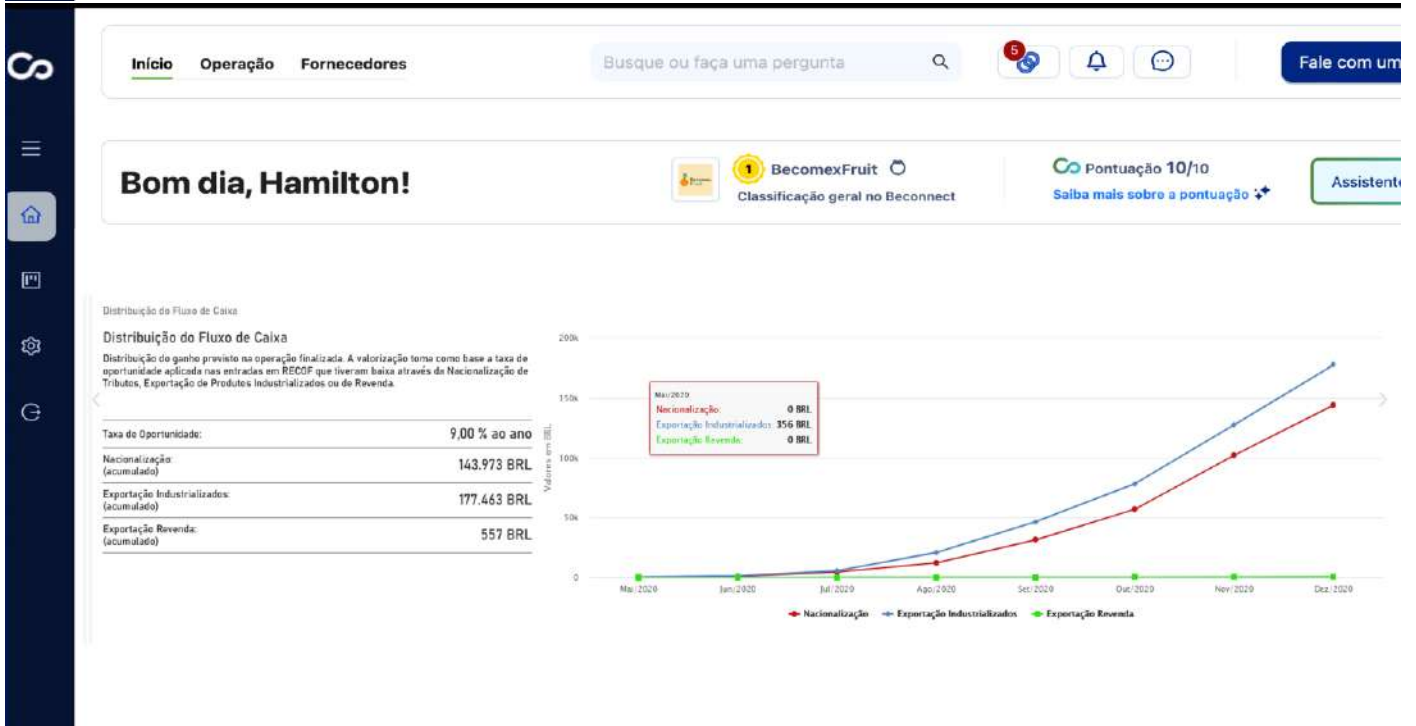 Início Operação Fornecedores
Busque ou faça uma pergunta
5
Fale com um
Bom dia, Hamilton!
1 BecomexFruit
Classificação geral no Beconnect
Pontuação 10/10
Saiba mais sobre a pontuação
Assistente
Distribuição do Fluxo de Caixa
Distribuição do Fluxo de Caixa
Distribuição do ganho previsto na operação finalizada. A valorização toma como base a taxa de
oportunidade aplicada nas entradas em RECOF que tiveram baixa através da Nacionalização de
Tributos, Exportação de Produtos Industrializados ou de Revenda.
Taxa de Oportunidade: 9,00 % ao ano
Nacionalização: 143.973 BRL
(acumulado)
Exportação Industrializados: 177.463 BRL
(acumulado)
Exportação Revenda: 557 BRL
(acumulado)
Valores em BRL
200k
150k
100k
50k
0
Mai/2020
Nacionalização: 0 BRL
Exportação Industrializados: 356 BRL
Exportação Revenda: 0 BRL
Mai/2020 Jun/2020 Jul/2020 Ago/2020 Set/2020 Out/2020 Nov/2020 Dez/2020
Nacionalização Exportação Industrializados Exportação Revenda